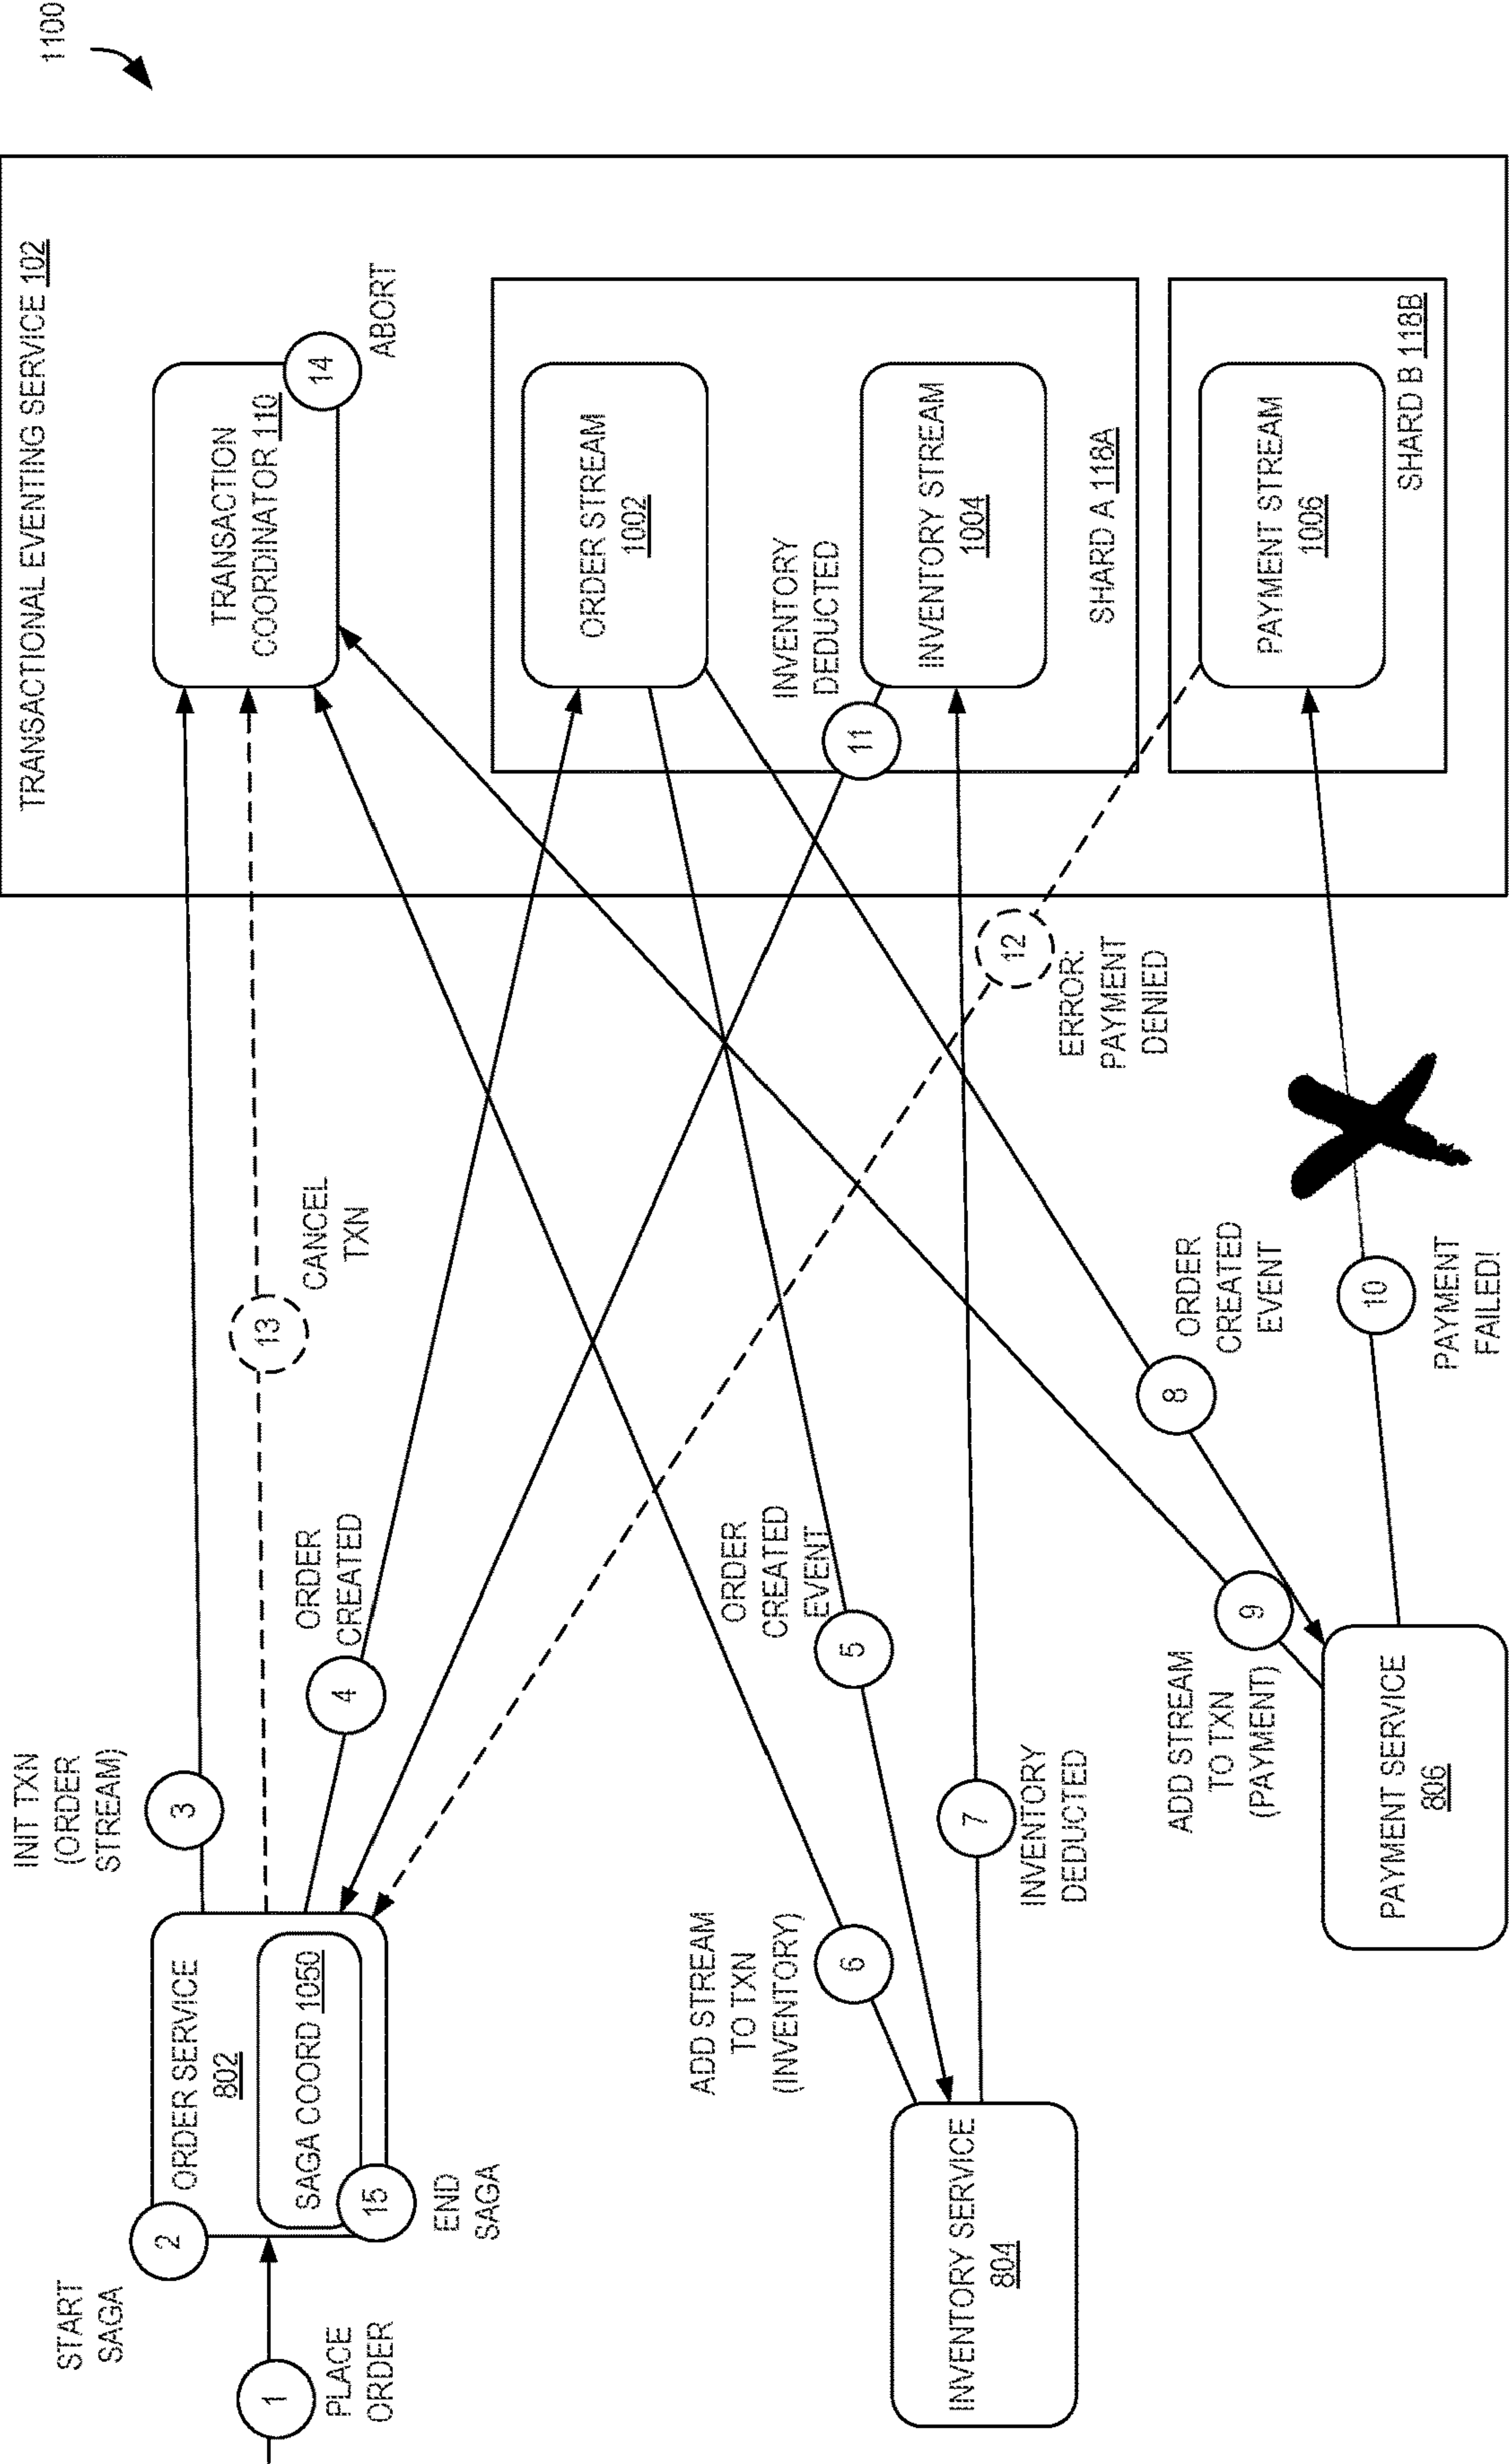 1100
TRANSACTIONAL EVENTING SERVICE 102
TRANSACTION
COORDINATOR 110
14
ABORT
ORDER STREAM
1002
INVENTORY
DEDUCTED
11
INVENTORY STREAM
1004
SHARD A 118A
PAYMENT STREAM
1006
SHARD B 118B
INIT TXN
(ORDER
STREAM)
3
13
CANCEL
TXN
ORDER
CREATED
4
12
ERROR:
PAYMENT
DENIED
ORDER
CREATED
EVENT
5
ADD STREAM
TO TXN
(INVENTORY)
6
7
INVENTORY
DEDUCTED
8
ORDER
CREATED
EVENT
9
ADD STREAM
TO TXN
(PAYMENT)
10
PAYMENT
FAILED!
START
SAGA
2
1
PLACE
ORDER
ORDER SERVICE
802
SAGA COORD 1050
15
END
SAGA
INVENTORY SERVICE
804
PAYMENT SERVICE
806